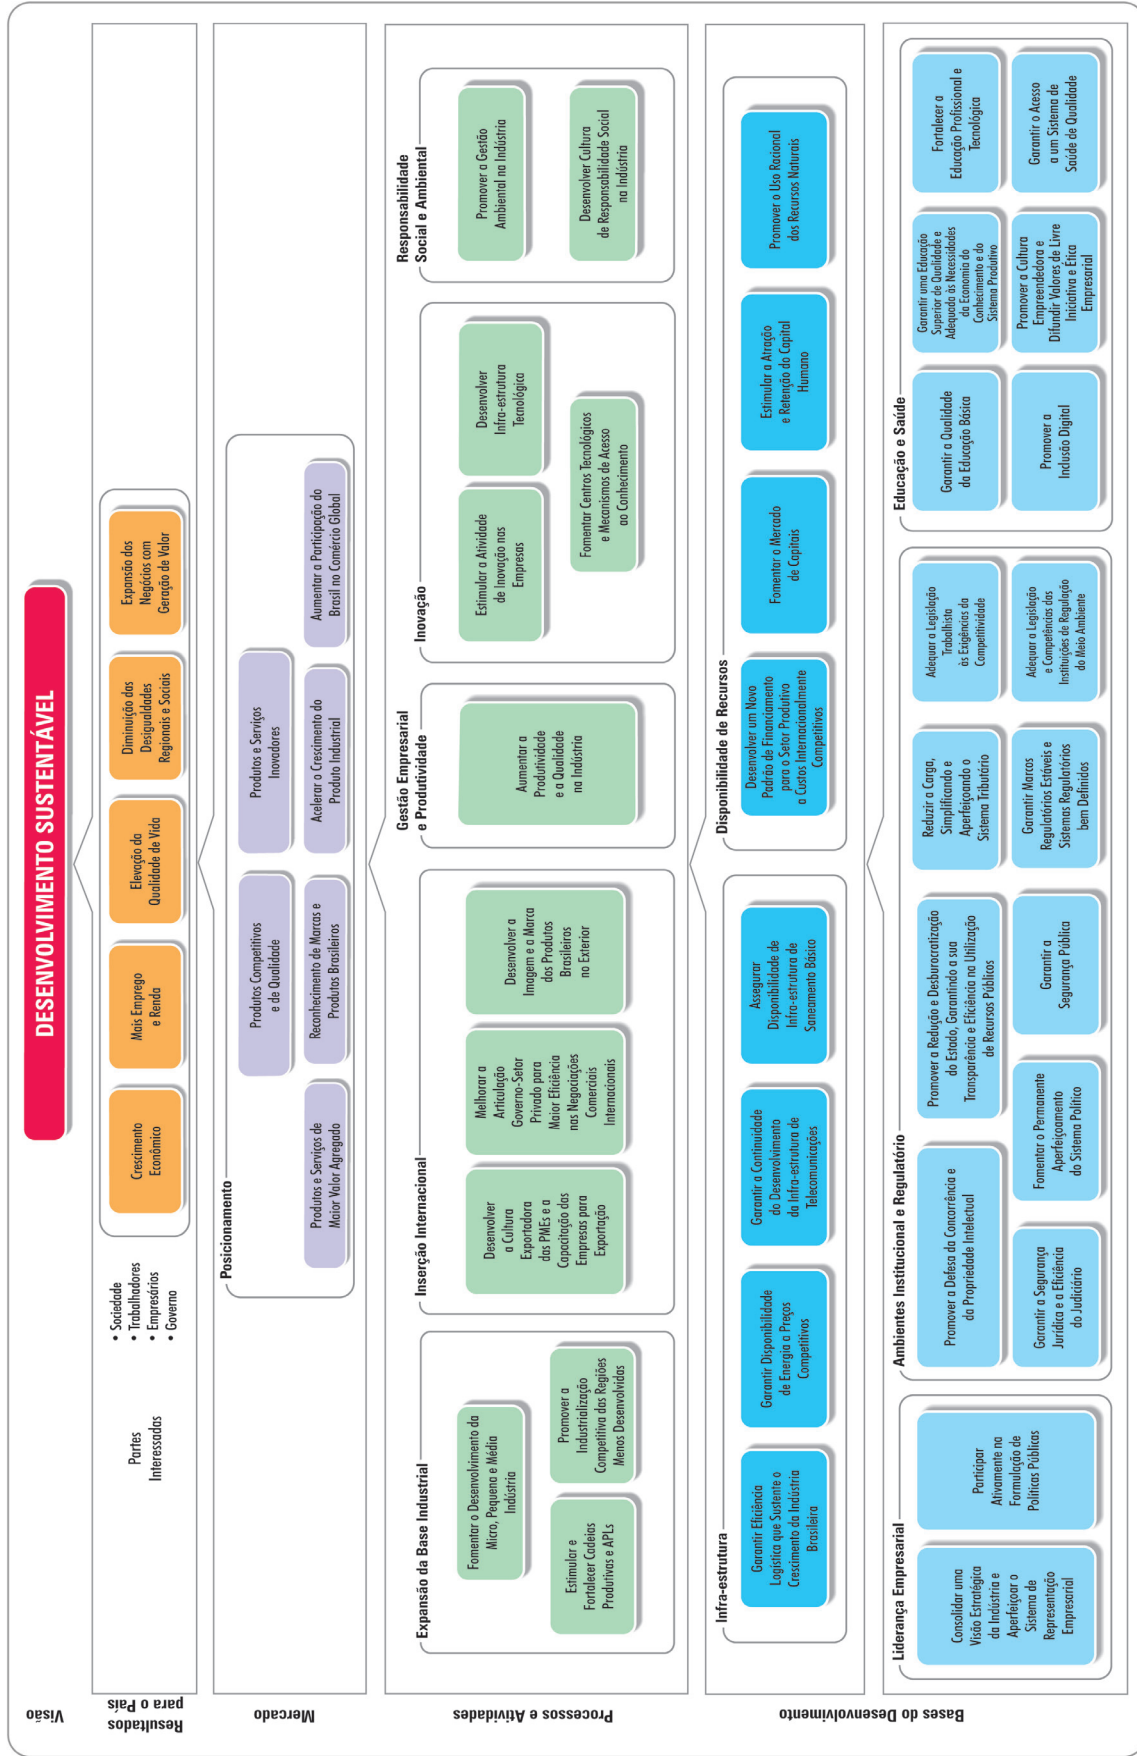 Visão
DESENVOLVIMENTO SUSTENTÁVEL
Resultados
para o País
Partes
Interessadas
• Sociedade
• Trabalhadores
• Empresários
• Governo
Crescimento
Econômico
Mais Emprego
e Renda
Elevação da
Qualidade de Vida
Diminuição das
Desigualdades
Regionais e Sociais
Expansão dos
Negócios com
Geração de Valor
Mercado
Posicionamento
Produtos Competitivos
e de Qualidade
Produtos e Serviços
Inovadores
Produtos e Serviços de
Maior Valor Agregado
Reconhecimento de Marcas e
Produtos Brasileiros
Acelerar o Crescimento do
Produto Industrial
Aumentar a Participação do
Brasil no Comércio Global
Processos e Atividades
Expansão da Base Industrial
Fomentar o Desenvolvimento da
Micro, Pequena e Média
Indústria
Estimular e
Fortalecer Cadeias
Produtivas e APLs
Promover a
Industrialização
Competitiva das Regiões
Menos Desenvolvidas
Inserção Internacional
Desenvolver
a Cultura
Exportadora
das PMEs e a
Capacitação das
Empresas para
Exportação
Melhorar a
Articulação
Governo-Setor
Privado para
Maior Eficiência
nas Negociações
Comerciais
Internacionais
Desenvolver a
Imagem e a Marca
dos Produtos
Brasileiros
no Exterior
Gestão Empresarial
e Produtividade
Aumentar a
Produtividade
e a Qualidade
na Indústria
Inovação
Estimular a Atividade
de Inovação nas
Empresas
Desenvolver
Infra-estrutura
Tecnológica
Fomentar Centros Tecnológicos
e Mecanismos de Acesso
ao Conhecimento
Responsabilidade
Social e Ambiental
Promover a Gestão
Ambiental na Indústria
Desenvolver Cultura
de Responsabilidade Social
na Indústria
Bases do Desenvolvimento
Infra-estrutura
Garantir Eficiência
Logística que Sustente o
Crescimento da Indústria
Brasileira
Garantir Disponibilidade
de Energia a Preços
Competitivos
Garantir a Continuidade
do Desenvolvimento
da Infra-estrutura de
Telecomunicações
Assegurar
Disponibilidade de
Infra-estrutura de
Saneamento Básico
Disponibilidade de Recursos
Desenvolver um Novo
Padrão de Financiamento
para o Setor Produtivo
a Custos Internacionalmente
Competitivos
Fomentar o Mercado
de Capitais
Estimular a Atração
e Retenção do Capital
Humano
Promover o Uso Racional
dos Recursos Naturais
Liderança Empresarial
Consolidar uma
Visão Estratégica
da Indústria e
Aperfeiçoar o
Sistema de
Representação
Empresarial
Participar
Ativamente na
Formulação de
Políticas Públicas
Ambientes Institucional e Regulatório
Promover a Defesa da Concorrência e
da Propriedade Intelectual
Promover a Redução e Desburocratização
do Estado, Garantindo a sua
Transparência e Eficiência na Utilização
de Recursos Públicos
Reduzir a Carga,
Simplificando e
Aperfeiçoando o
Sistema Tributário
Adequar a Legislação
Trabalhista
às Exigências da
Competitividade
Garantir a Segurança
Jurídica e a Eficiência
do Judiciário
Fomentar o Permanente
Aperfeiçoamento
do Sistema Político
Garantir a
Segurança Pública
Garantir Marcos
Regulatórios Estáveis e
Sistemas Regulatórios
bem Definidos
Adequar a Legislação
e Competências das
Instituições de Regulação
do Meio Ambiente
Educação e Saúde
Garantir a Qualidade
da Educação Básica
Garantir uma Educação
Superior de Qualidade e
Adequada às Necessidades
da Economia do
Conhecimento e do
Sistema Produtivo
Fortalecer a
Educação Profissional e
Tecnológica
Promover a
Inclusão Digital
Promover a Cultura
Empreendedora e
Difundir Valores de Livre
Iniciativa e Ética
Empresarial
Garantir o Acesso
a um Sistema de
Saúde de Qualidade